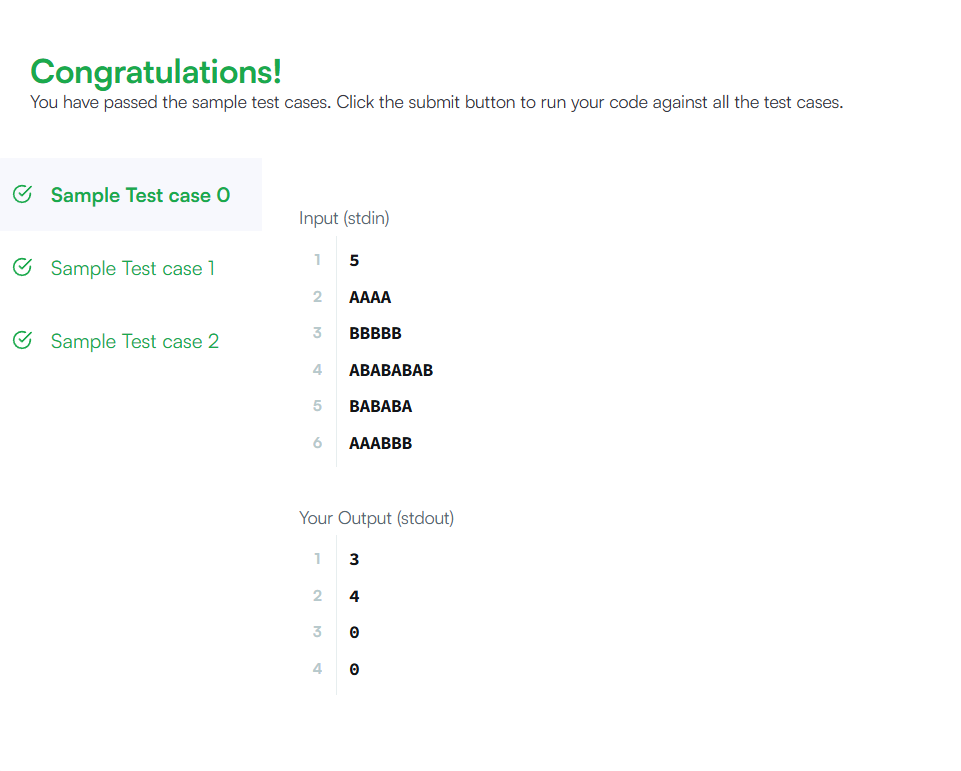 Congratulations!
You have passed the sample test cases. Click the submit button to run your code against all the test cases.
Sample Test case 0
Sample Test case 1
Sample Test case 2
Input (stdin)
1 5
2 AAAA
3 BBBBB
4 ABABABAB
5 BABABA
6 AAABBB
Your Output (stdout)
1 3
2 4
3 0
4 0